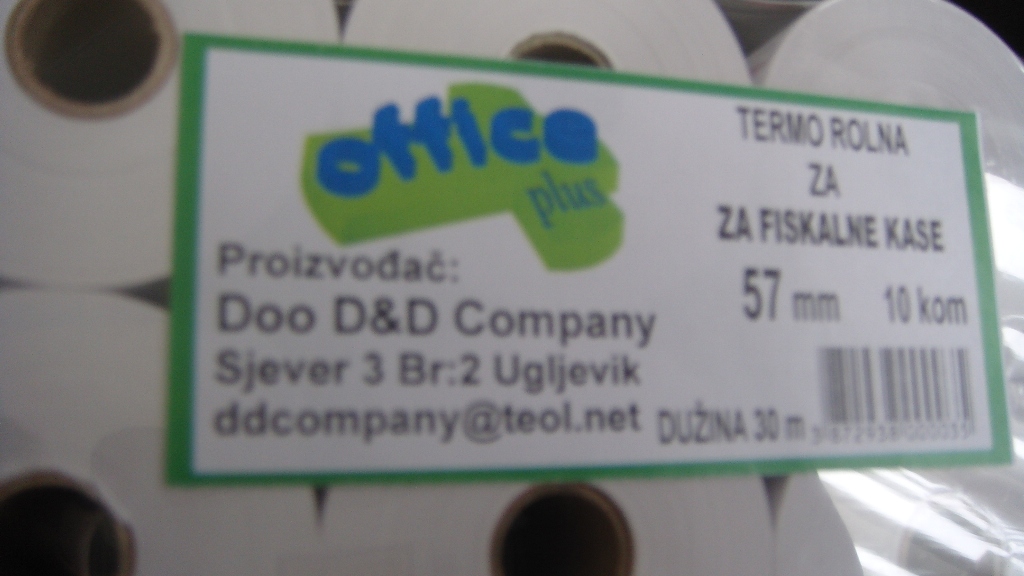 office
plus
TERMO ROLNA
ZA
ZA FISKALNE KASE
57 mm 10 kom
Proizvođač:
Doo D&D Company
Sjever 3 Br:2 Ugljevik
ddcompany@teol.net
DUŽINA 30 m